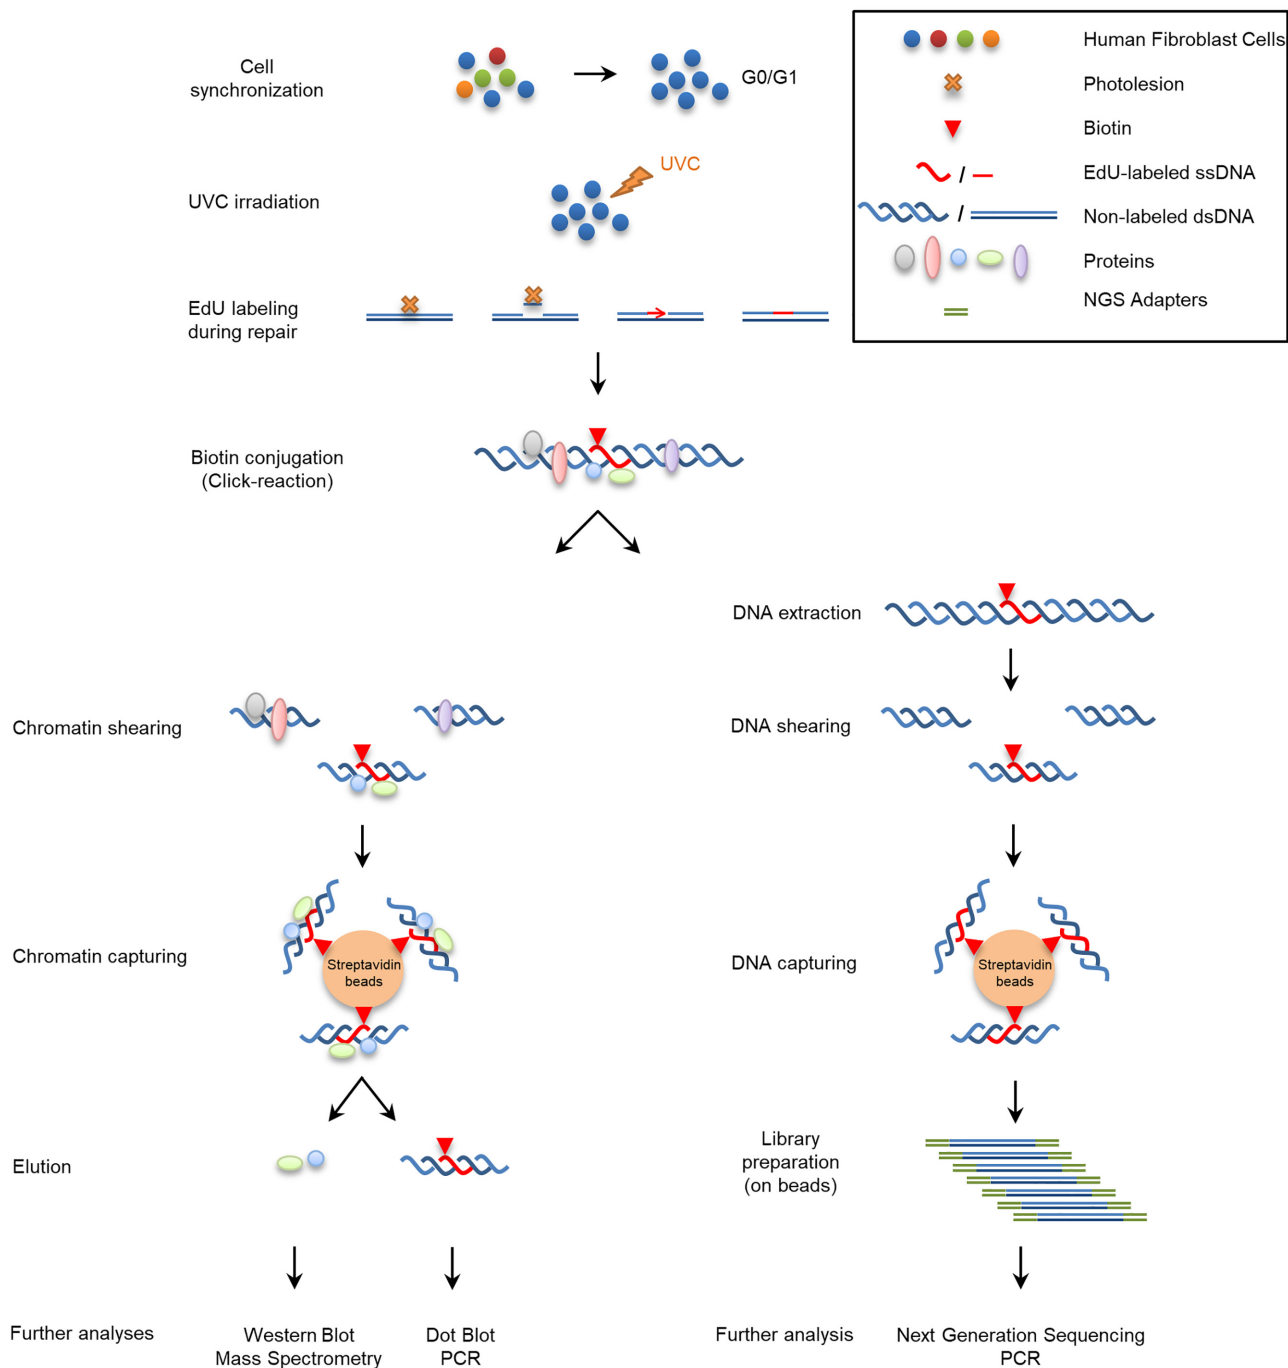 Cell
synchronization
G0/G1
Human Fibroblast Cells
Photolesion
Biotin
/
EdU-labeled ssDNA
/
Non-labeled dsDNA
Proteins
NGS Adapters
UVC irradiation
UVC
EdU labeling
during repair
Biotin conjugation
(Click-reaction)
DNA extraction
Chromatin shearing
DNA shearing
Chromatin capturing
Streptavidin
beads
DNA capturing
Streptavidin
beads
Elution
Library
preparation
(on beads)
Further analyses
Western Blot
Mass Spectrometry
Dot Blot
PCR
Further analysis
Next Generation Sequencing
PCR